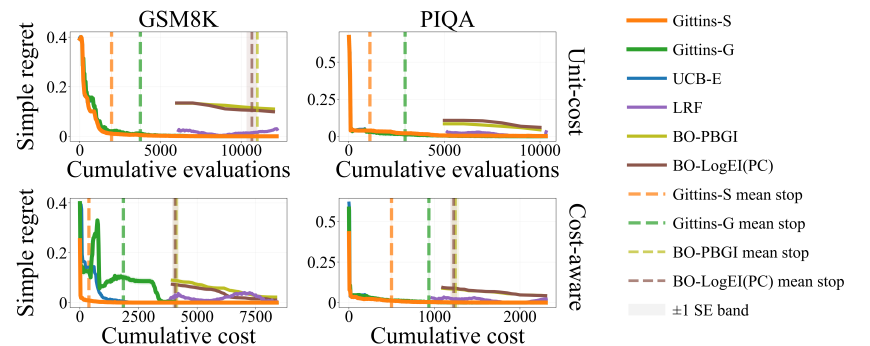 GSM8K
PIQA
Simple regret
0.4
0.2
0
0
5000
10000
Cumulative evaluations
0.5
0.25
0
0
5000
10000
Cumulative evaluations
Unit-cost
Simple regret
0.4
0.2
0
0
2500
5000
7500
Cumulative cost
0.5
0.25
0
0
1000
2000
Cumulative cost
Cost-aware
Gittins-S
Gittins-G
UCB-E
LRF
BO-PBGI
BO-LogEI(PC)
Gittins-S mean stop
Gittins-G mean stop
BO-PBGI mean stop
BO-LogEI(PC) mean stop
±1 SE band